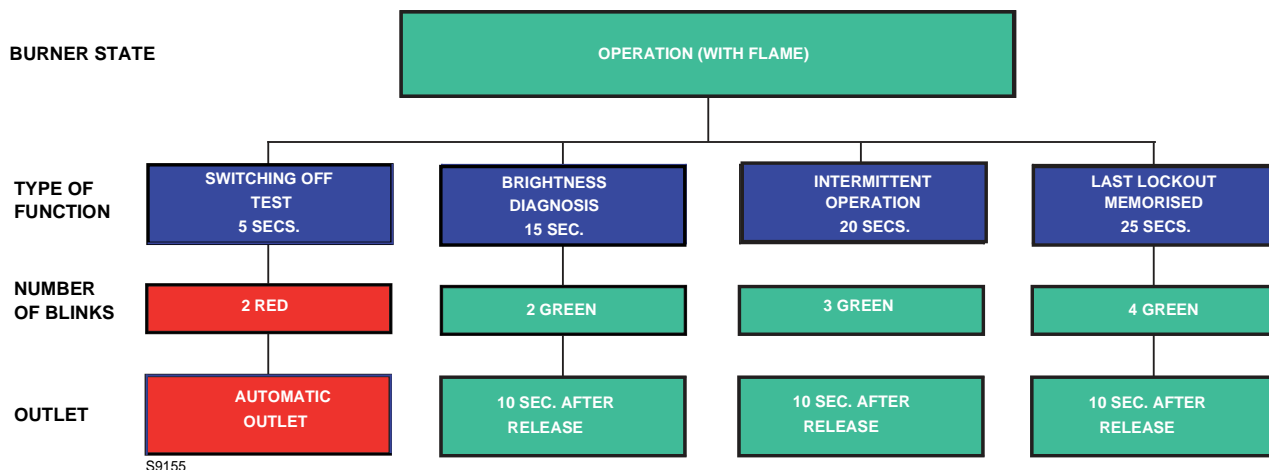 BURNER STATE
OPERATION (WITH FLAME)
TYPE OF
FUNCTION
SWITCHING OFF
TEST
5 SECS.
BRIGHTNESS
DIAGNOSIS
15 SEC.
INTERMITTENT
OPERATION
20 SECS.
LAST LOCKOUT
MEMORISED
25 SECS.
NUMBER
OF BLINKS
2 RED
2 GREEN
3 GREEN
4 GREEN
OUTLET
AUTOMATIC
OUTLET
10 SEC. AFTER
RELEASE
10 SEC. AFTER
RELEASE
10 SEC. AFTER
RELEASE
S9155